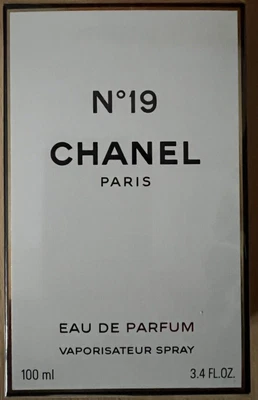 N°19
CHANEL
PARIS
EAU DE PARFUM
VAPORISATEUR SPRAY
100 ml 3.4 FL.OZ.